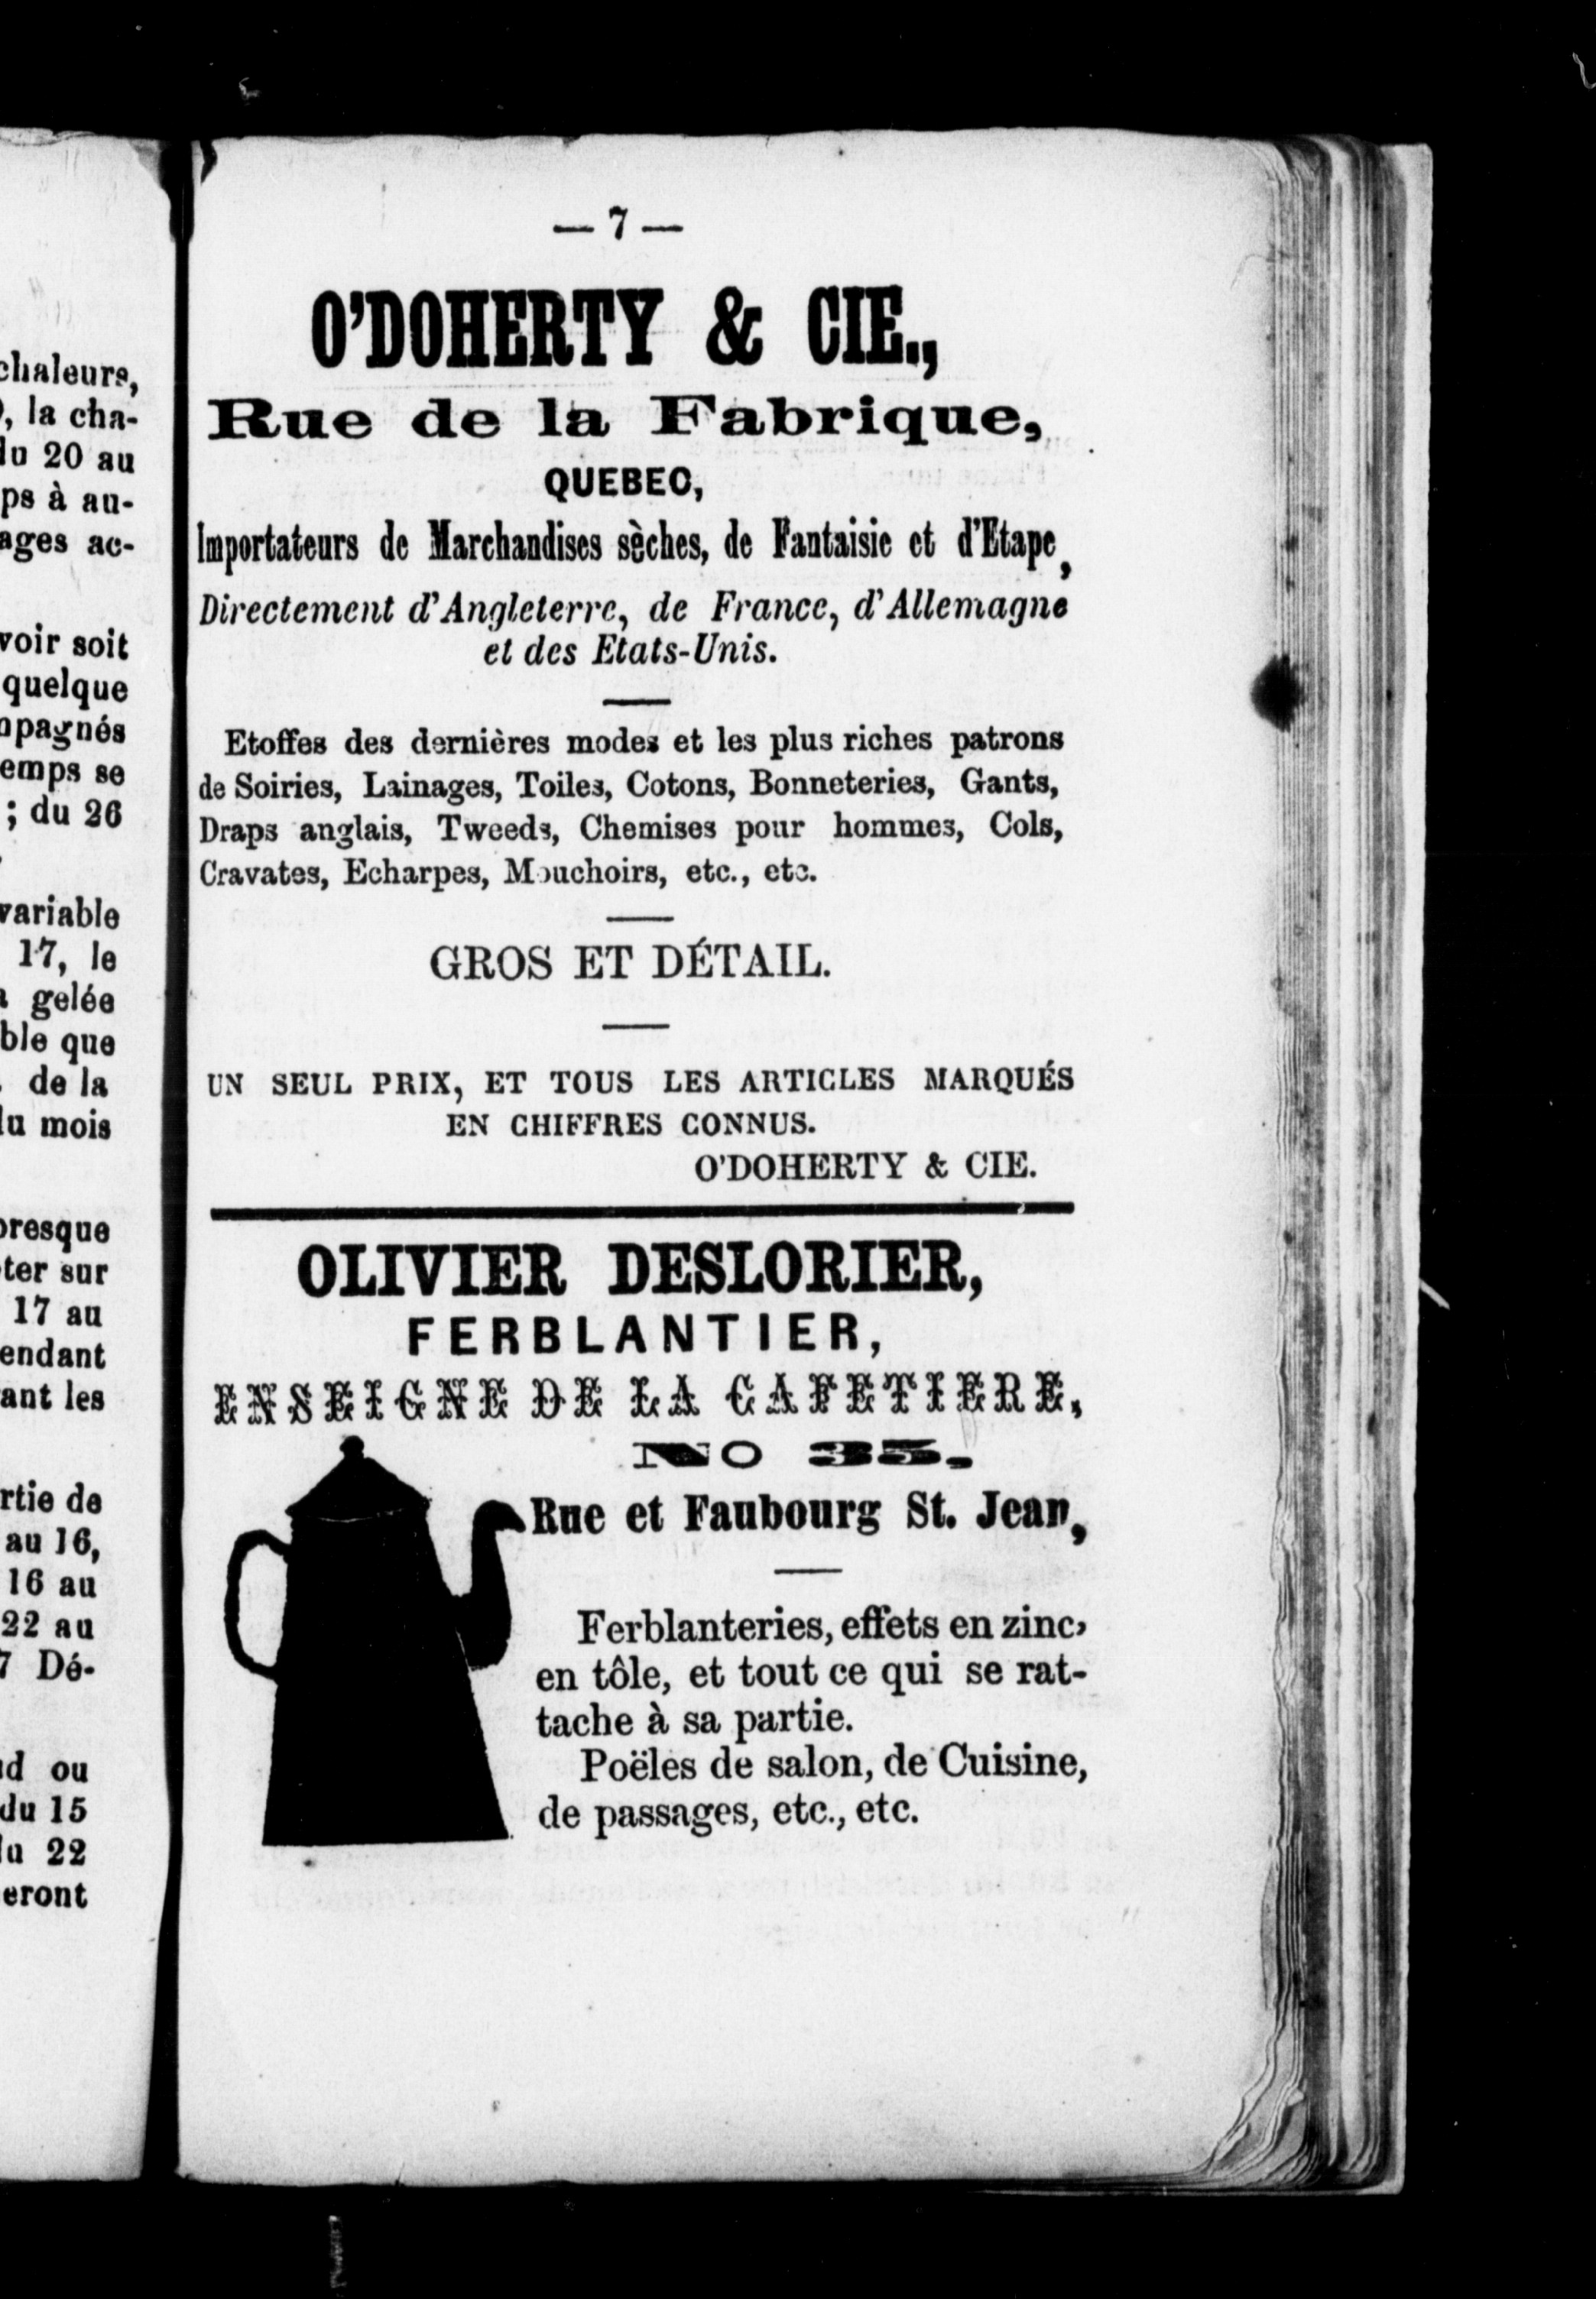 chaleurs,
, la cha-
du 20 au
ps à au-
ages ac-
voir soit
quelque
mpagnés
emps se
; du 26
variable
17, le
gelée
ble que
de la
du mois
presque
ter sur
17 au
endant
ant les
rtie de
au 16,
16 au
22 au
7 Dé-
d ou
du 15
du 22
eront
— 7 —
O'DOHERTY & CIE.,
Rue de la Fabrique,
QUEBEC,
Importateurs de Marchandises sèches, de Fantaisie et d'Etape,
Directement d'Angleterre, de France, d'Allemagne
et des Etats-Unis.
Etoffes des dernières modes et les plus riches patrons
de Soiries, Lainages, Toiles, Cotons, Bonneteries, Gants,
Draps anglais, Tweeds, Chemises pour hommes, Cols,
Cravates, Echarpes, Mouchoirs, etc., etc.
GROS ET DÉTAIL.
UN SEUL PRIX, ET TOUS LES ARTICLES MARQUÉS
EN CHIFFRES CONNUS.
O'DOHERTY & CIE.
OLIVIER DESLORIER,
FERBLANTIER,
ENSEIGNE DE LA CAFETIERE,
NO 35.
Rue et Faubourg St. Jean,
Ferblanteries, effets en zinc,
en tôle, et tout ce qui se rat-
tache à sa partie.
Poëles de salon, de Cuisine,
de passages, etc., etc.